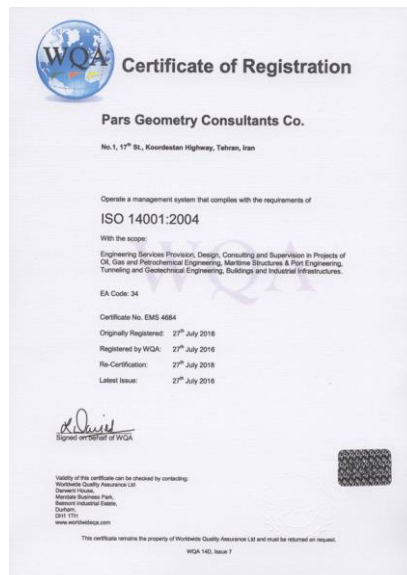 WQA
Certificate of Registration
Pars Geometry Consultants Co.
No.1, 17th St., Koordestan Highway, Tehran, Iran
Operate a management system that complies with the requirements of
ISO 14001:2004
With the scope:
Engineering Services Provision, Design, Consulting and Supervision in Projects of
Oil, Gas and Petrochemical Engineering, Maritime Structures & Port Engineering,
Tunneling and Geotechnical Engineering, Buildings and Industrial Infrastructures.
WQA
EA Code: 34
Certificate No. EMS 4684
Originally Registered: 27th July 2016
Registered by WQA: 27th July 2016
Re-Certification: 27th July 2018
Latest Issue: 27th July 2016
Signed on behalf of WQA
Validity of this certificate can be checked by contacting:
Worldwide Quality Assurance Ltd
Derwent House,
Mandale Business Park,
Belmont Industrial Estate,
Durham,
DH1 1TH
www.worldwideqa.com
This certificate remains the property of Worldwide Quality Assurance Ltd and must be returned on request.
WQA 14D, Issue 7